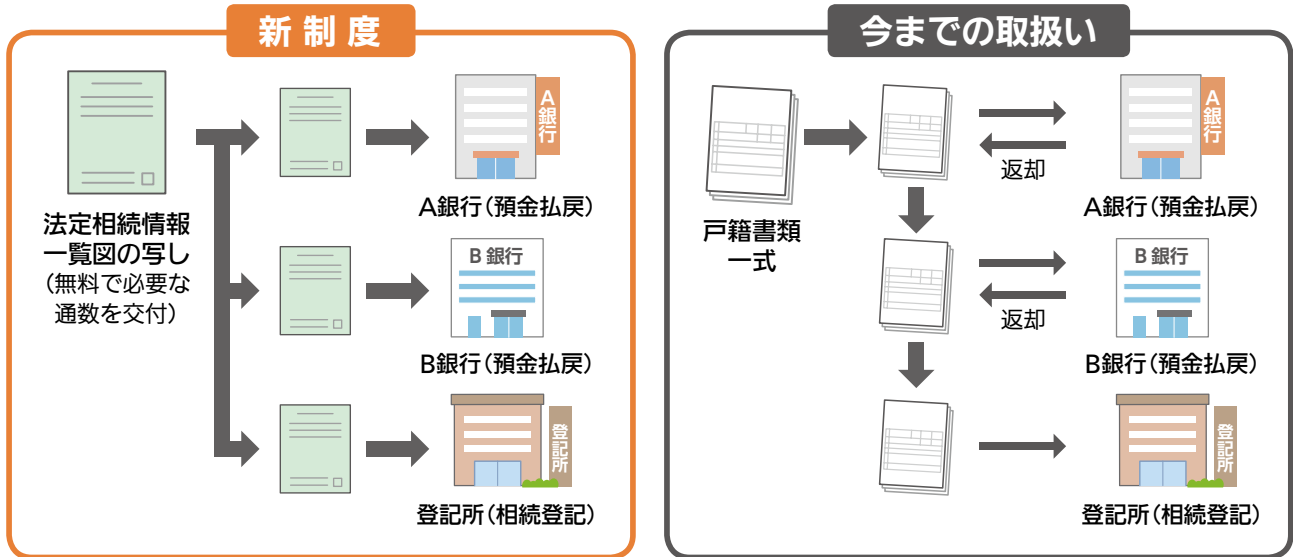 新制度
A銀行
A銀行(預金払戻)
法定相続情報
一覧図の写し
(無料で必要な
通数を交付)
B 銀行
B銀行(預金払戻)
登記所
登記所(相続登記)
今までの取扱い
戸籍書類
一式
返却
A銀行
A銀行(預金払戻)
返却
B 銀行
B銀行(預金払戻)
登記所
登記所(相続登記)